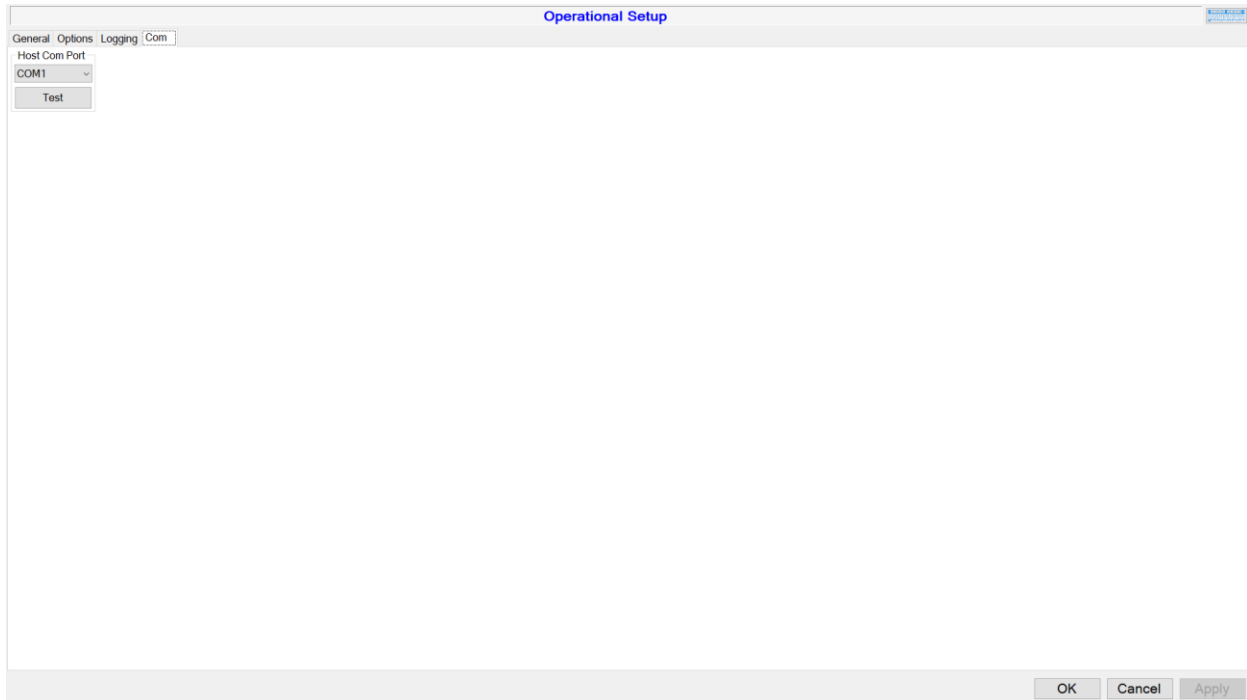 Operational Setup
General Options Logging Com
Host Com Port
COM1
Test
OK Cancel Apply